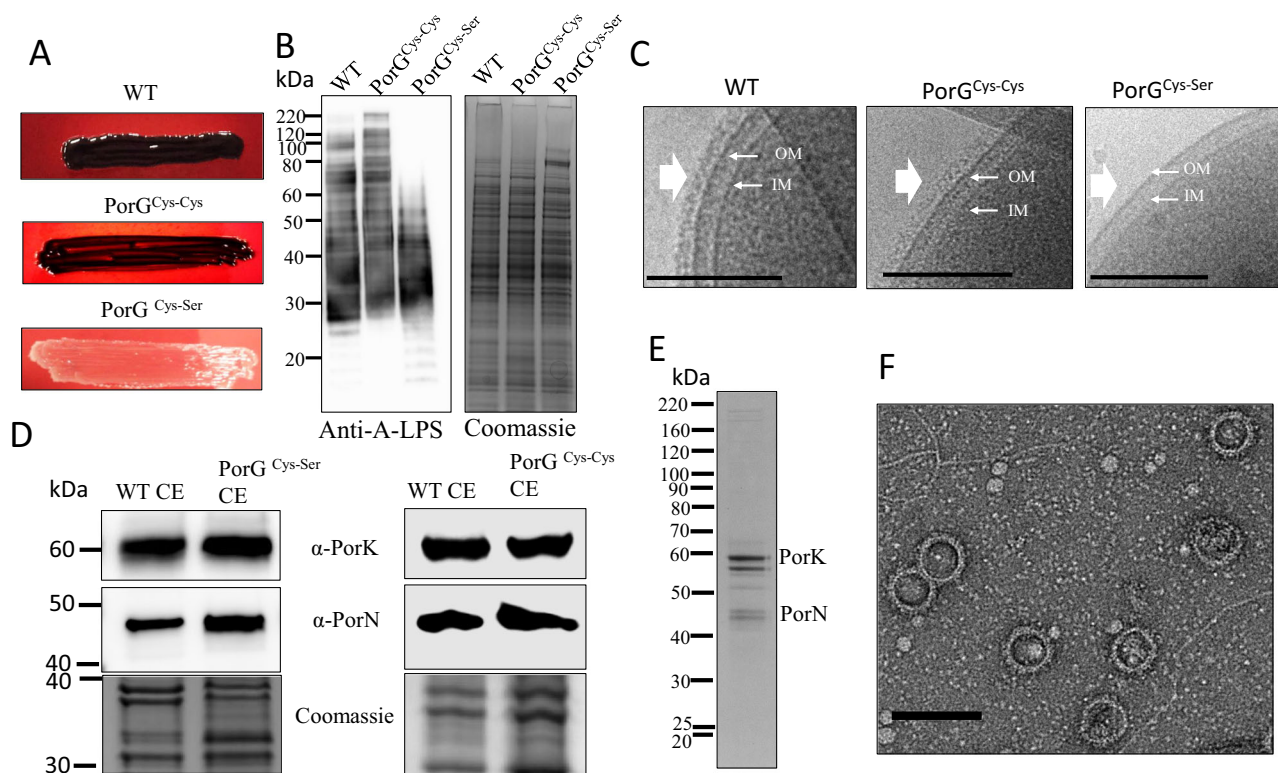 A
WT
PorG Cys-Cys
PorG Cys-Ser
B
kDa
WT
PorG Cys-Cys
PorG Cys-Ser
WT
PorG Cys-Cys
PorG Cys-Ser
220
120
100
80
60
50
40
30
20
Anti-A-LPS
Coomassie
C
WT
PorG Cys-Cys
PorG Cys-Ser
OM
IM
OM
IM
OM
IM
D
kDa
WT CE
PorG Cys-Ser
CE
WT CE
PorG Cys-Cys
CE
60
α-PorK
50
α-PorN
40
40
Coomassie
30
E
kDa
220
160
120
100
90
80
70
60
PorK
50
PorN
40
30
25
20
F